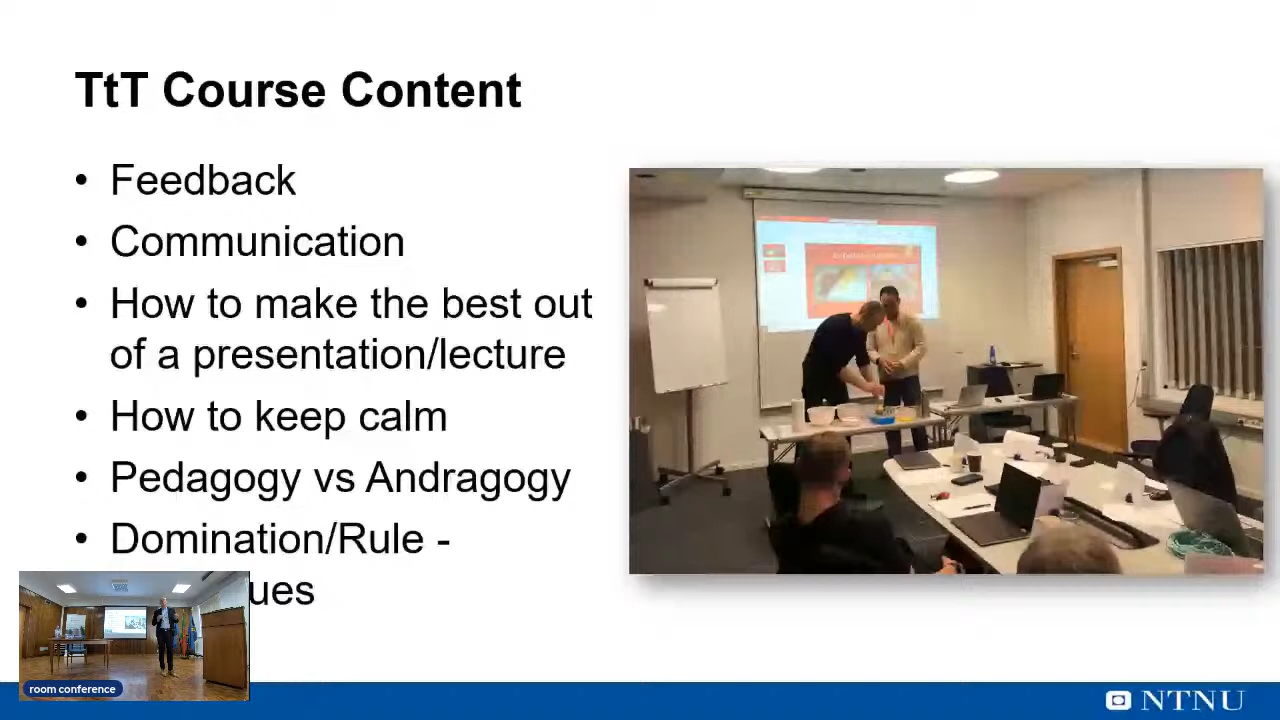 TtT Course Content
• Feedback
• Communication
• How to make the best out
of a presentation/lecture
• How to keep calm
• Pedagogy vs Andragogy
• Domination/Rule -
ues
room conference
NTNU